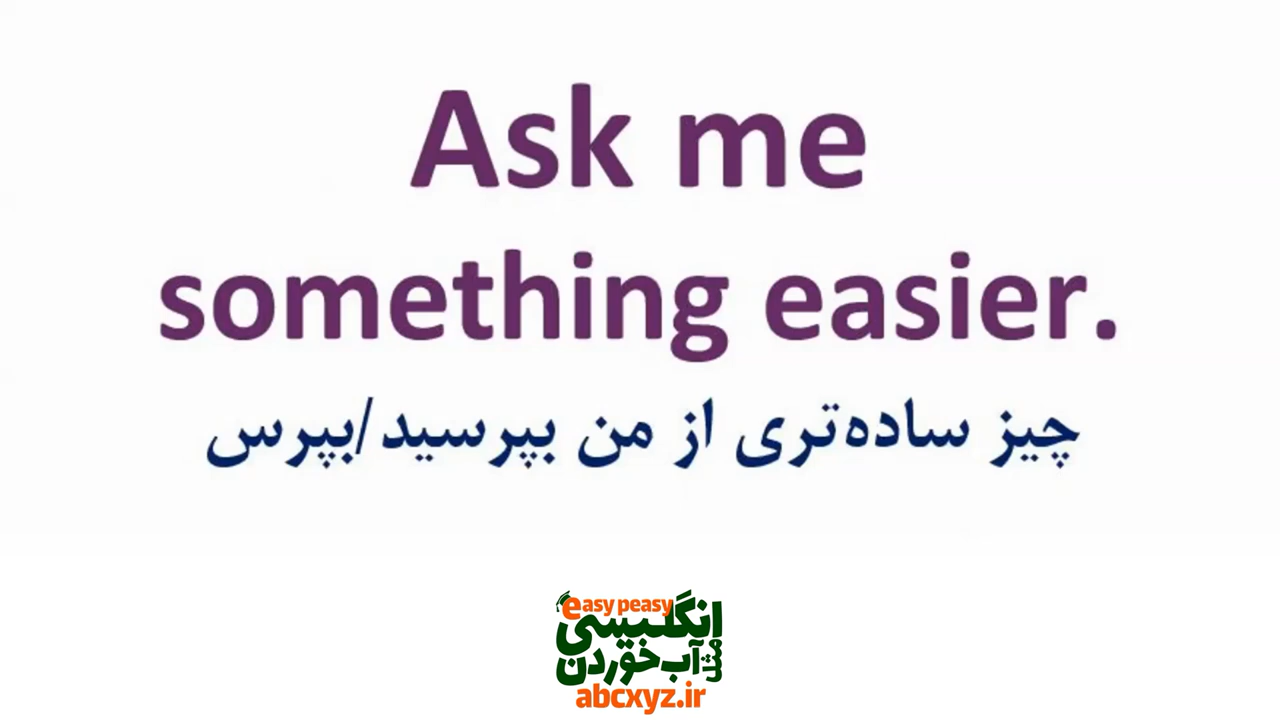 Ask me
something easier.
چیز ساده‌تری از من بپرسید/بپرس
easy peasy
انگلیسی
مثل
آب خوردن
abcxyz.ir